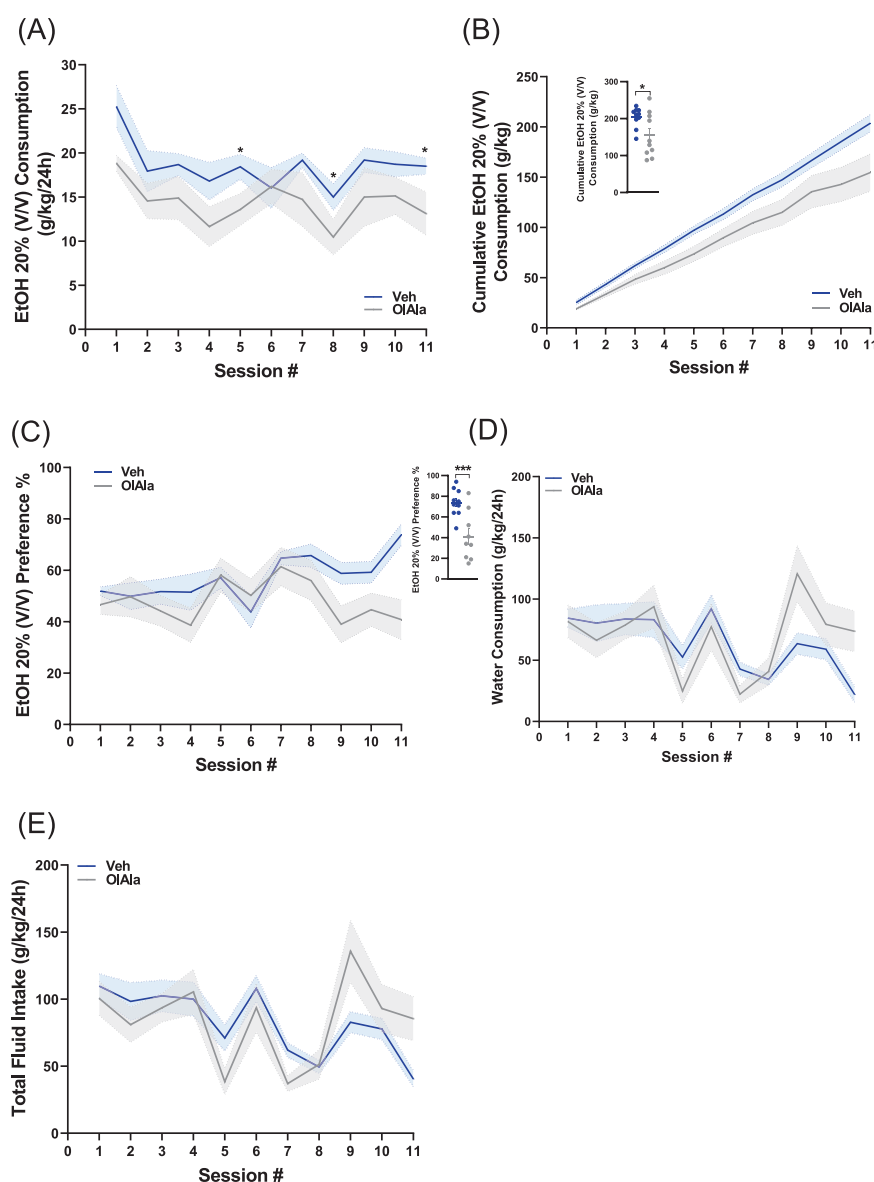 (A)
EtOH 20% (V/V) Consumption
(g/kg/24h)
30
25
20
15
10
5
0
*
*
*
Veh
OlAla
0 1 2 3 4 5 6 7 8 9 10 11
Session #
(B)
Cumulative EtOH 20% (V/V)
Consumption (g/kg)
250
200
150
100
50
0
Cumulative EtOH 20% (V/V)
Consumption (g/kg)
300
200
100
0
*
Veh
OlAla
0 1 2 3 4 5 6 7 8 9 10 11
Session #
(C)
EtOH 20% (V/V) Preference %
100
80
60
40
20
0
Veh
OlAla
0 1 2 3 4 5 6 7 8 9 10 11
Session #
EtOH 20% (V/V) Preference %
100
80
60
40
20
0
***
(D)
Water Consumption (g/kg/24h)
200
150
100
50
0
Veh
OlAla
0 1 2 3 4 5 6 7 8 9 10 11
Session #
(E)
Total Fluid Intake (g/kg/24h)
200
150
100
50
0
Veh
OlAla
0 1 2 3 4 5 6 7 8 9 10 11
Session #